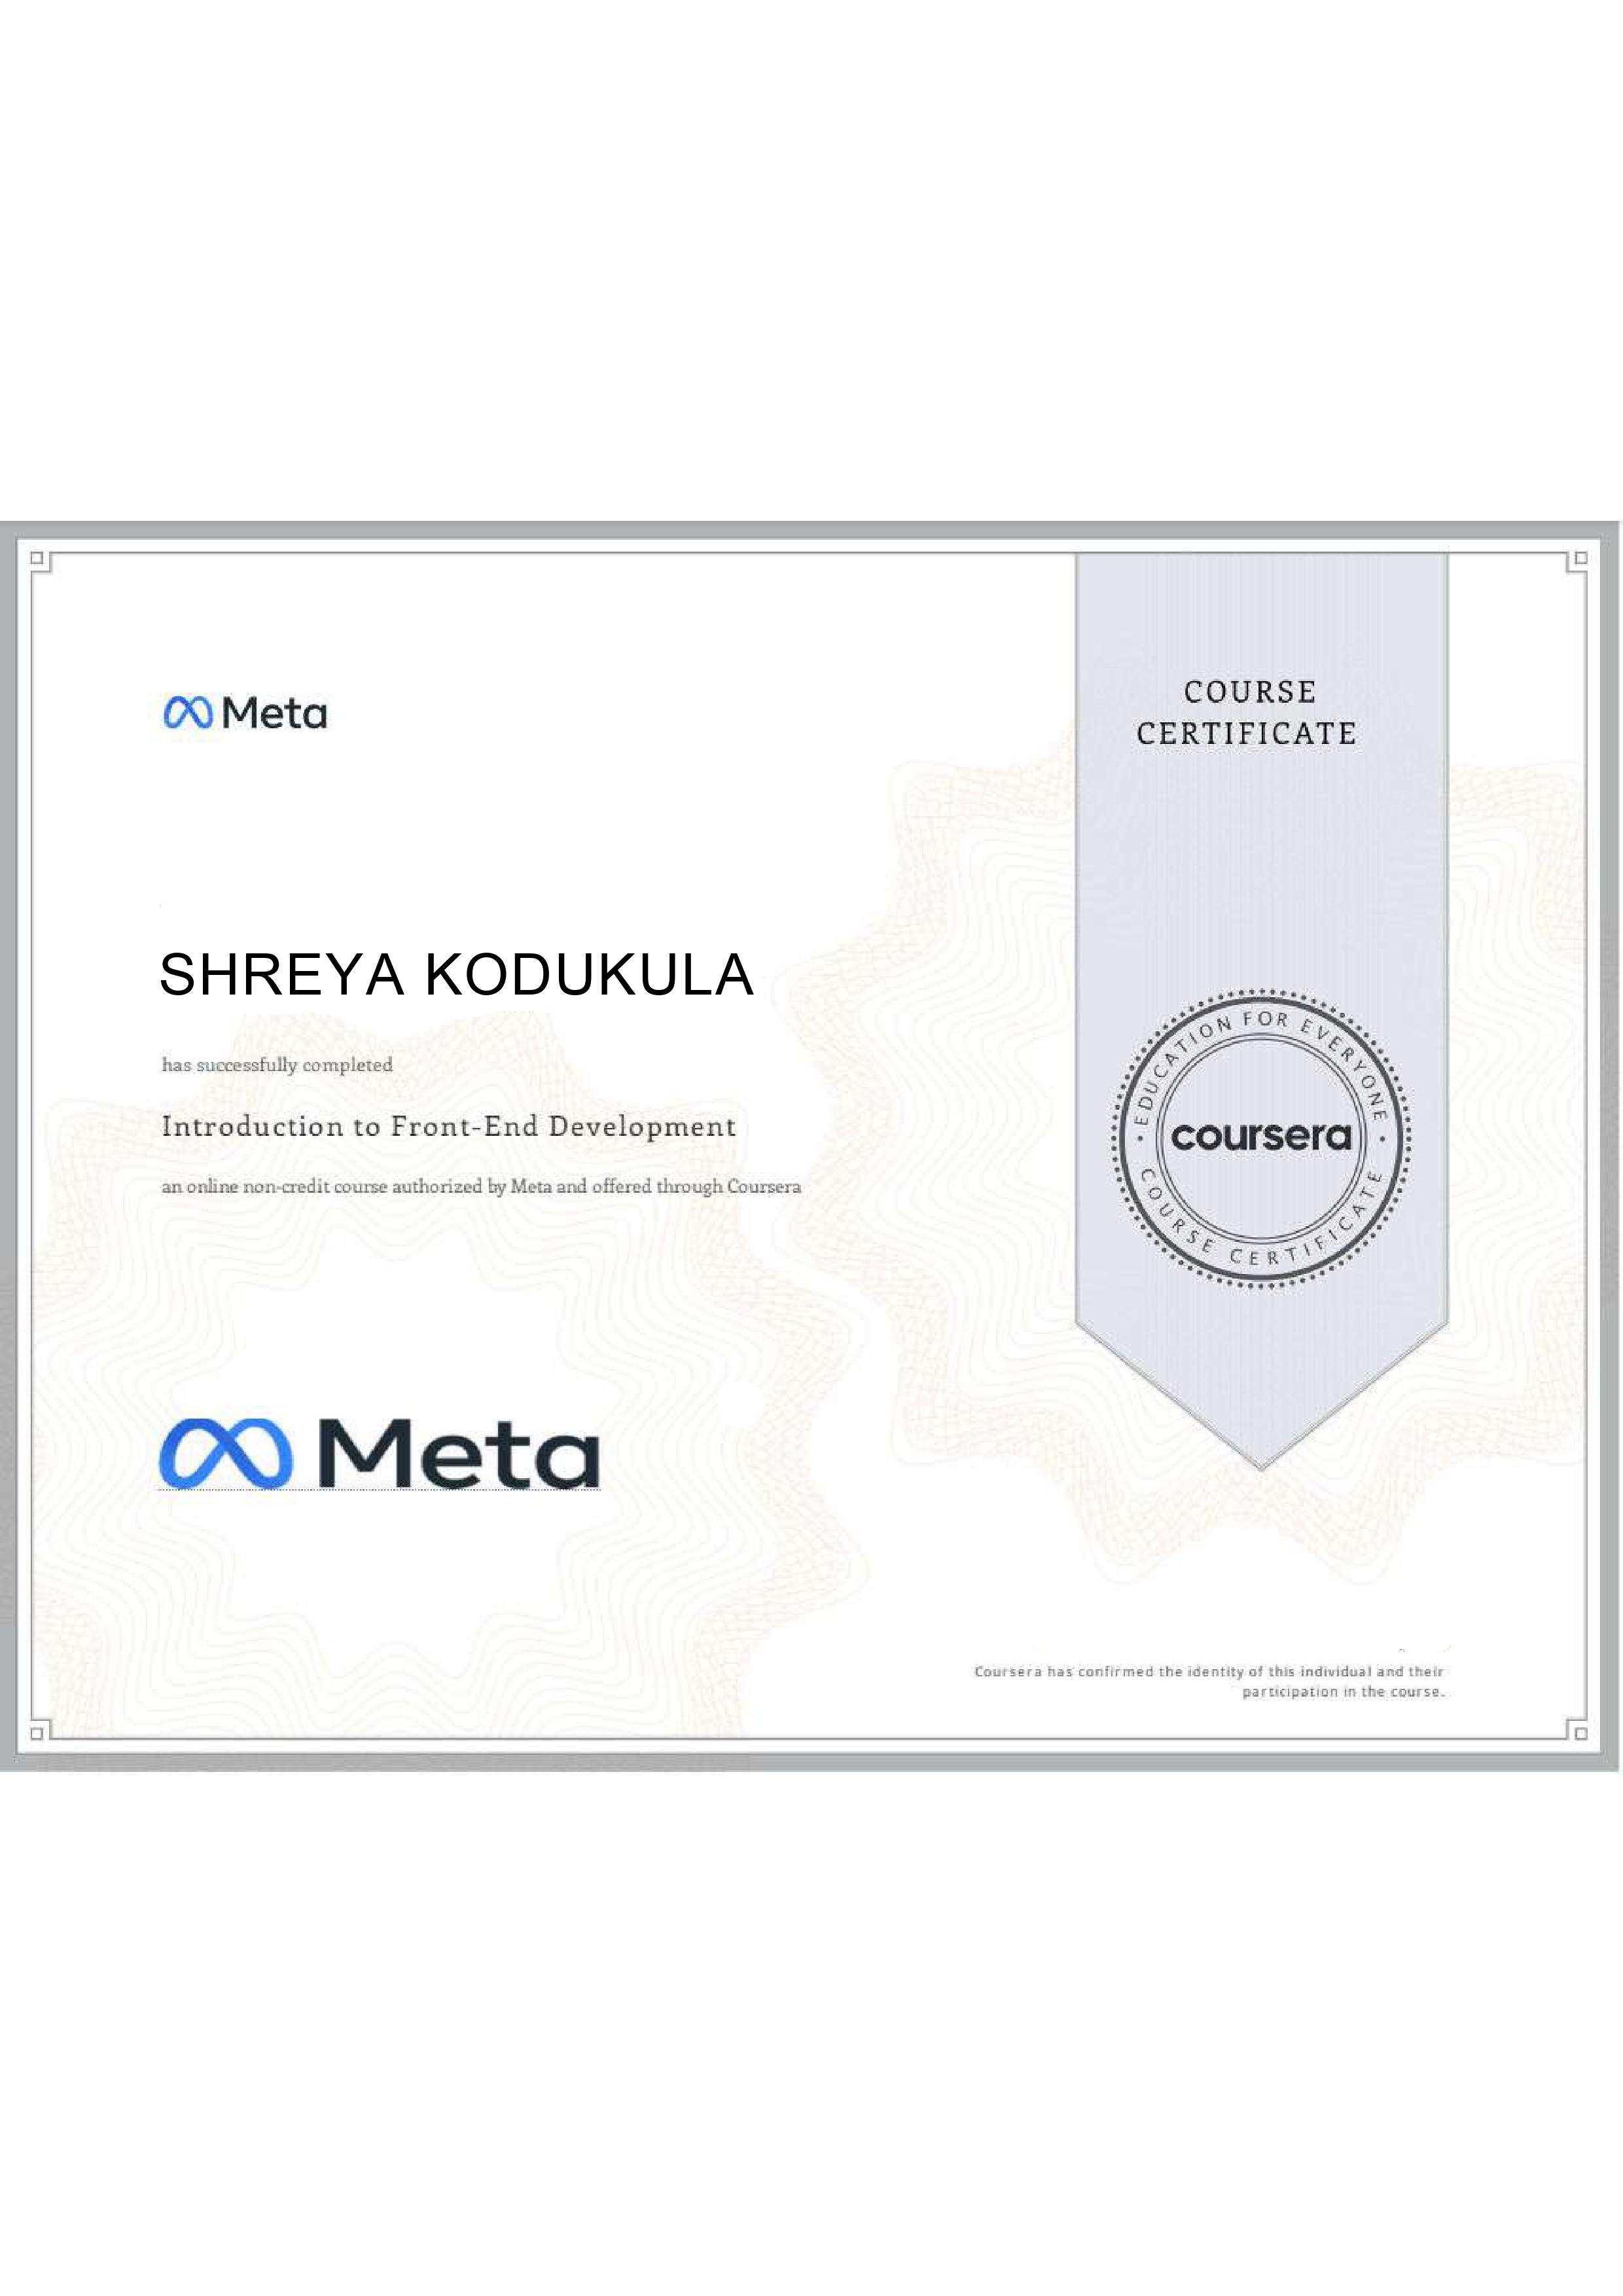 Meta
COURSE
CERTIFICATE
SHREYA KODUKULA
has successfully completed
Introduction to Front-End Development
an online non-credit course authorized by Meta and offered through Coursera
EDUCATION FOR EVERYONE
coursera
COURSE CERTIFICATE
Meta
Coursera has confirmed the identity of this individual and their
participation in the course.